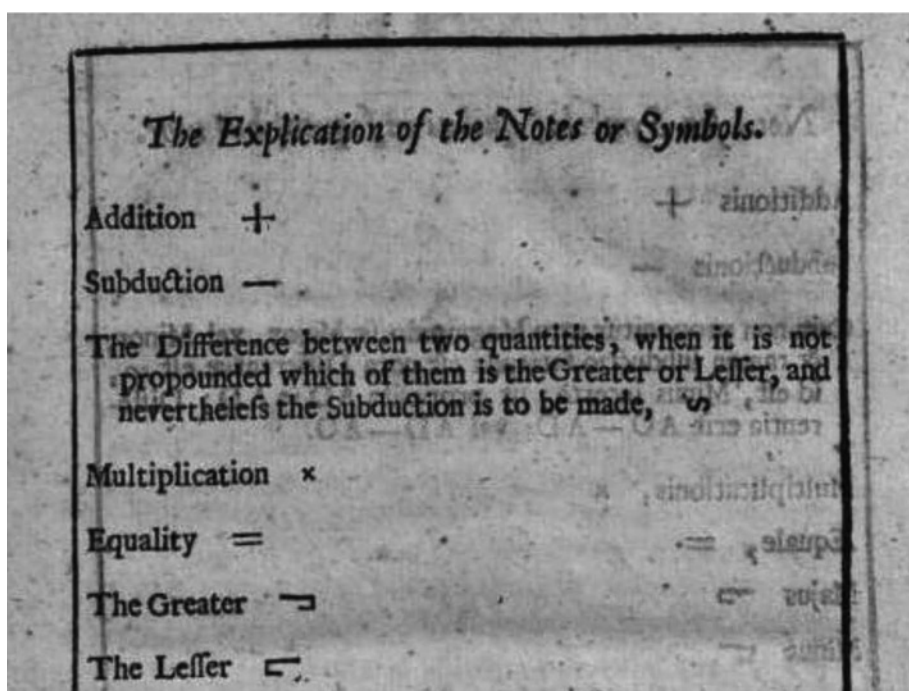 The Explication of the Notes or Symbols.
Addition +
Subduction —
The Difference between two quantities, when it is not
propounded which of them is the Greater or Leſſer, and
nevertheleſs the Subduction is to be made, ∽
Multiplication ×
Equality =
The Greater ⫎
The Leſſer ⫍